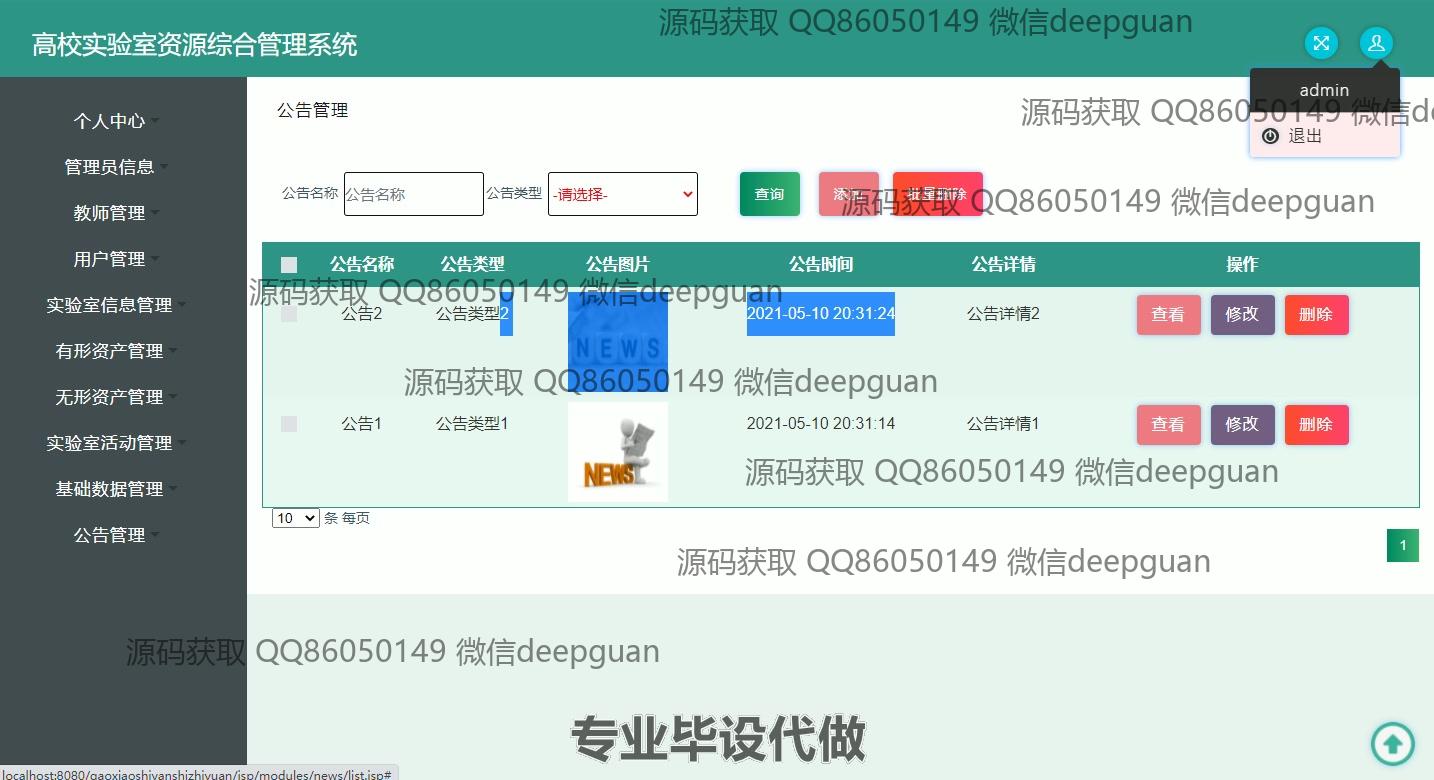 源码获取 QQ86050149 微信deepguan
高校实验室资源综合管理系统
admin
退出
源码获取 QQ86050149 微信de
个人中心
管理员信息
教师管理
用户管理
实验室信息管理
有形资产管理
无形资产管理
实验室活动管理
基础数据管理
公告管理
公告管理
公告名称 公告名称 公告类型 -请选择- 查询 添加 批量删除
源码获取 QQ86050149 微信deepguan
公告名称 公告类型 公告图片 公告时间 公告详情 操作
源码获取 QQ86050149 微信deepguan
公告2 公告类型2 NEWS 2021-05-10 20:31:24 公告详情2 查看 修改 删除
源码获取 QQ86050149 微信deepguan
公告1 公告类型1 NEWS 2021-05-10 20:31:14 公告详情1 查看 修改 删除
源码获取 QQ86050149 微信deepguan
10 条 每页
1
源码获取 QQ86050149 微信deepguan
源码获取 QQ86050149 微信deepguan
专业毕设代做
localhost:8080/gaoxiaoshiyanshizhiyuan/jsp/modules/news/list.jsp#